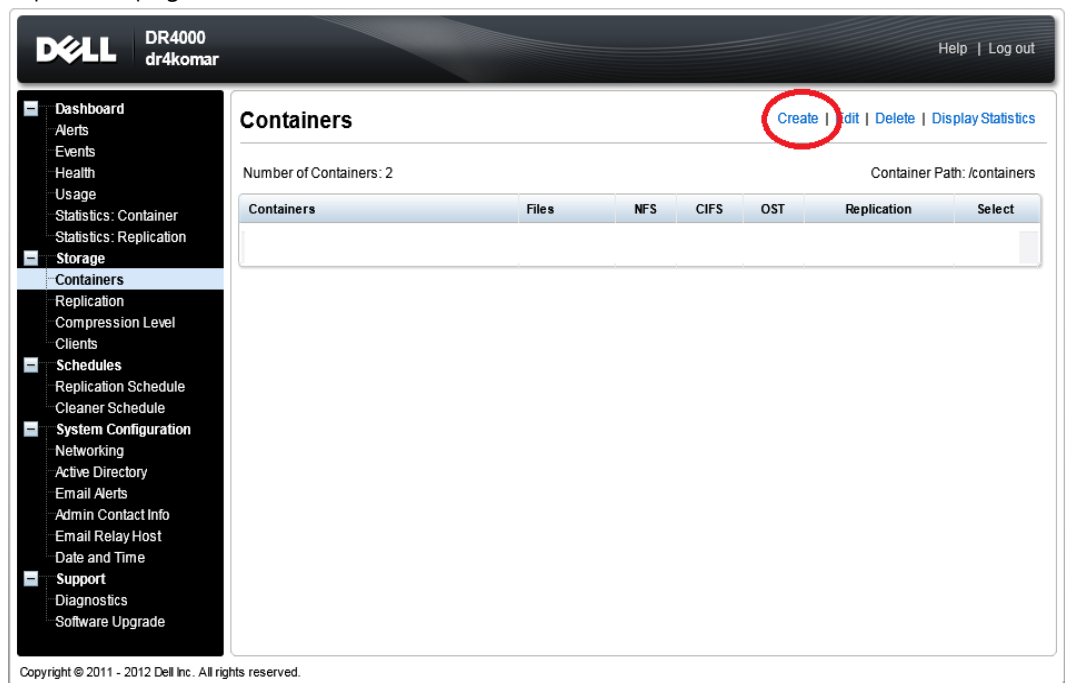 DELL
DR4000
dr4komar
Help | Log out
Dashboard
Alerts
Events
Health
Usage
Statistics: Container
Statistics: Replication
Storage
Containers
Replication
Compression Level
Clients
Schedules
Replication Schedule
Cleaner Schedule
System Configuration
Networking
Active Directory
Email Alerts
Admin Contact Info
Email Relay Host
Date and Time
Support
Diagnostics
Software Upgrade
Containers
Create | Edit | Delete | Display Statistics
Number of Containers: 2
Container Path: /containers
Containers Files NFS CIFS OST Replication Select
Copyright © 2011 - 2012 Dell Inc. All rights reserved.